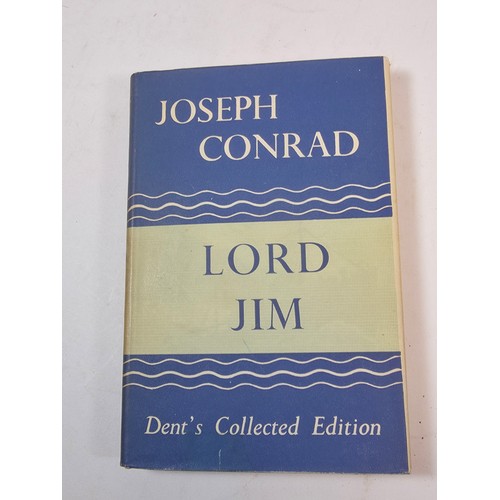 JOSEPH
CONRAD
LORD
JIM
Dent's Collected Edition